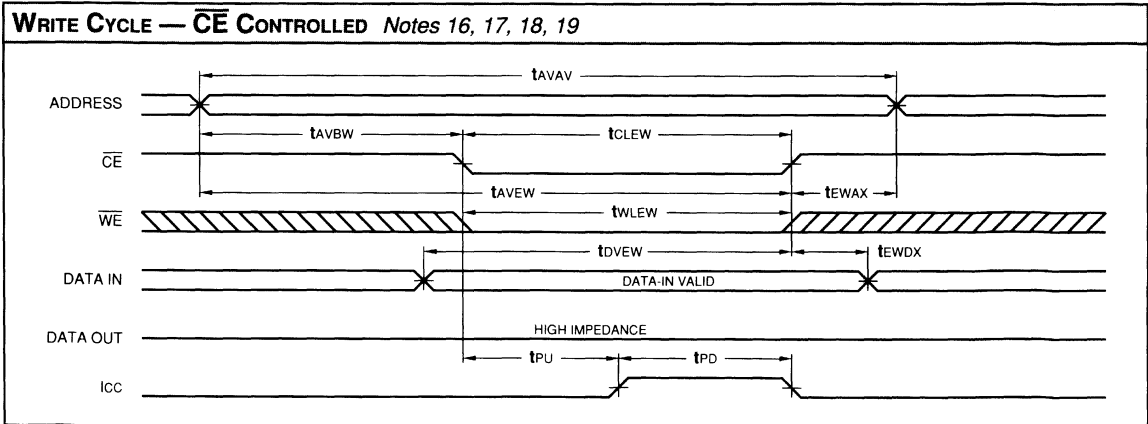 WRITE CYCLE — CE CONTROLLED Notes 16, 17, 18, 19
tAVAV
ADDRESS
tAVBW tCLEW
CE
tAVEW tEWAX
WE tWLEW
tDVEW tEWDX
DATA IN DATA-IN VALID
DATA OUT HIGH IMPEDANCE
tPU tPD
ICC